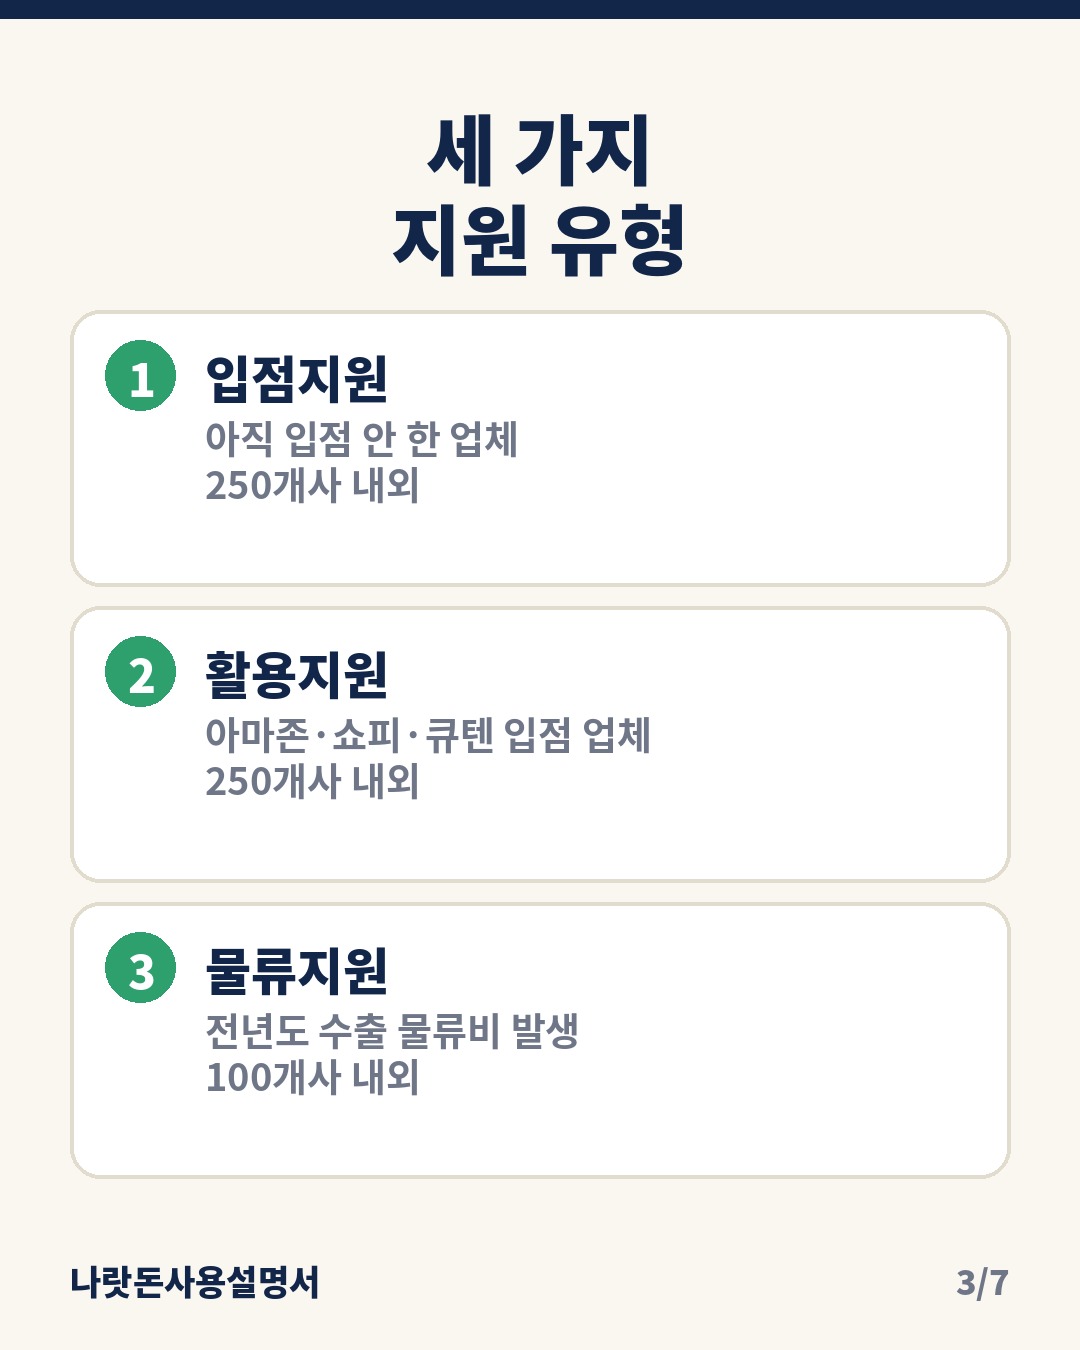 세 가지
지원 유형
1 입점지원
아직 입점 안 한 업체
250개사 내외
2 활용지원
아마존·쇼피·큐텐 입점 업체
250개사 내외
3 물류지원
전년도 수출 물류비 발생
100개사 내외
나랏돈사용설명서 3/7